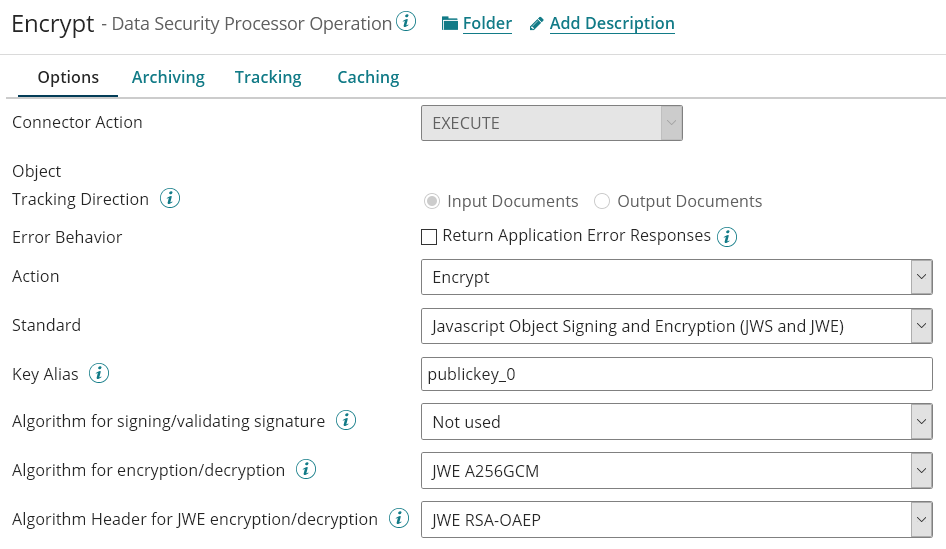 Encrypt - Data Security Processor Operation i Folder Add Description
Options Archiving Tracking Caching
Connector Action EXECUTE
Object
Tracking Direction i Input Documents Output Documents
Error Behavior Return Application Error Responses i
Action Encrypt
Standard Javascript Object Signing and Encryption (JWS and JWE)
Key Alias i publickey_0
Algorithm for signing/validating signature i Not used
Algorithm for encryption/decryption i JWE A256GCM
Algorithm Header for JWE encryption/decryption i JWE RSA-OAEP